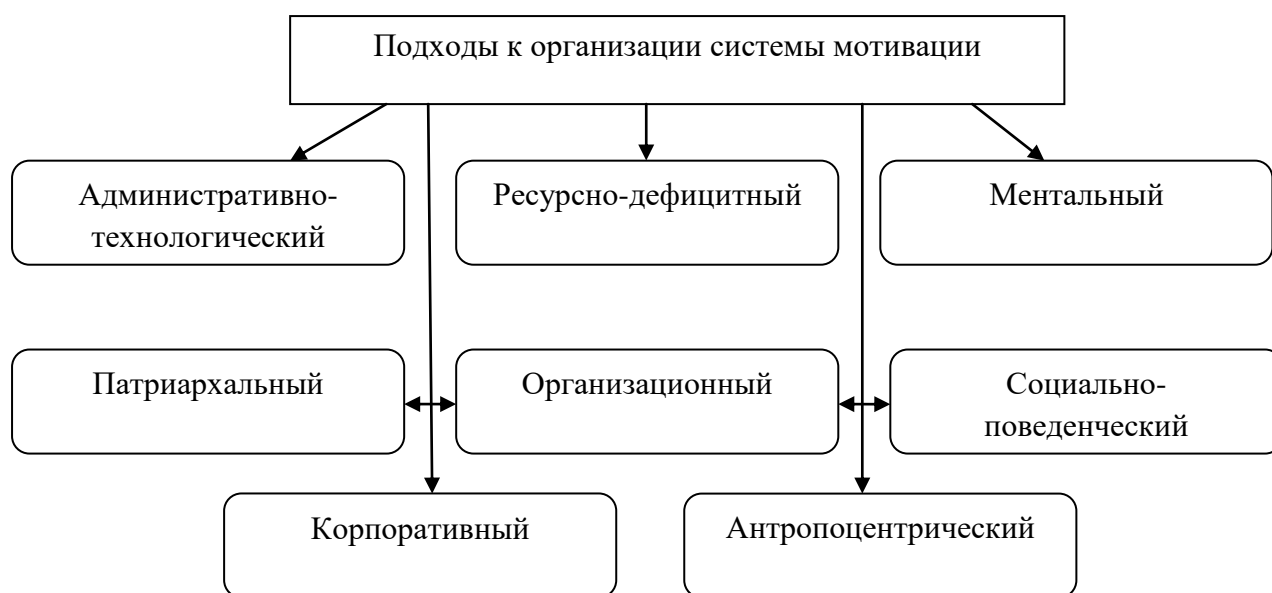 Подходы к организации системы мотивации
Административно-
технологический
Ресурсно-дефицитный
Ментальный
Патриархальный
Организационный
Социально-
поведенческий
Корпоративный
Антропоцентрический